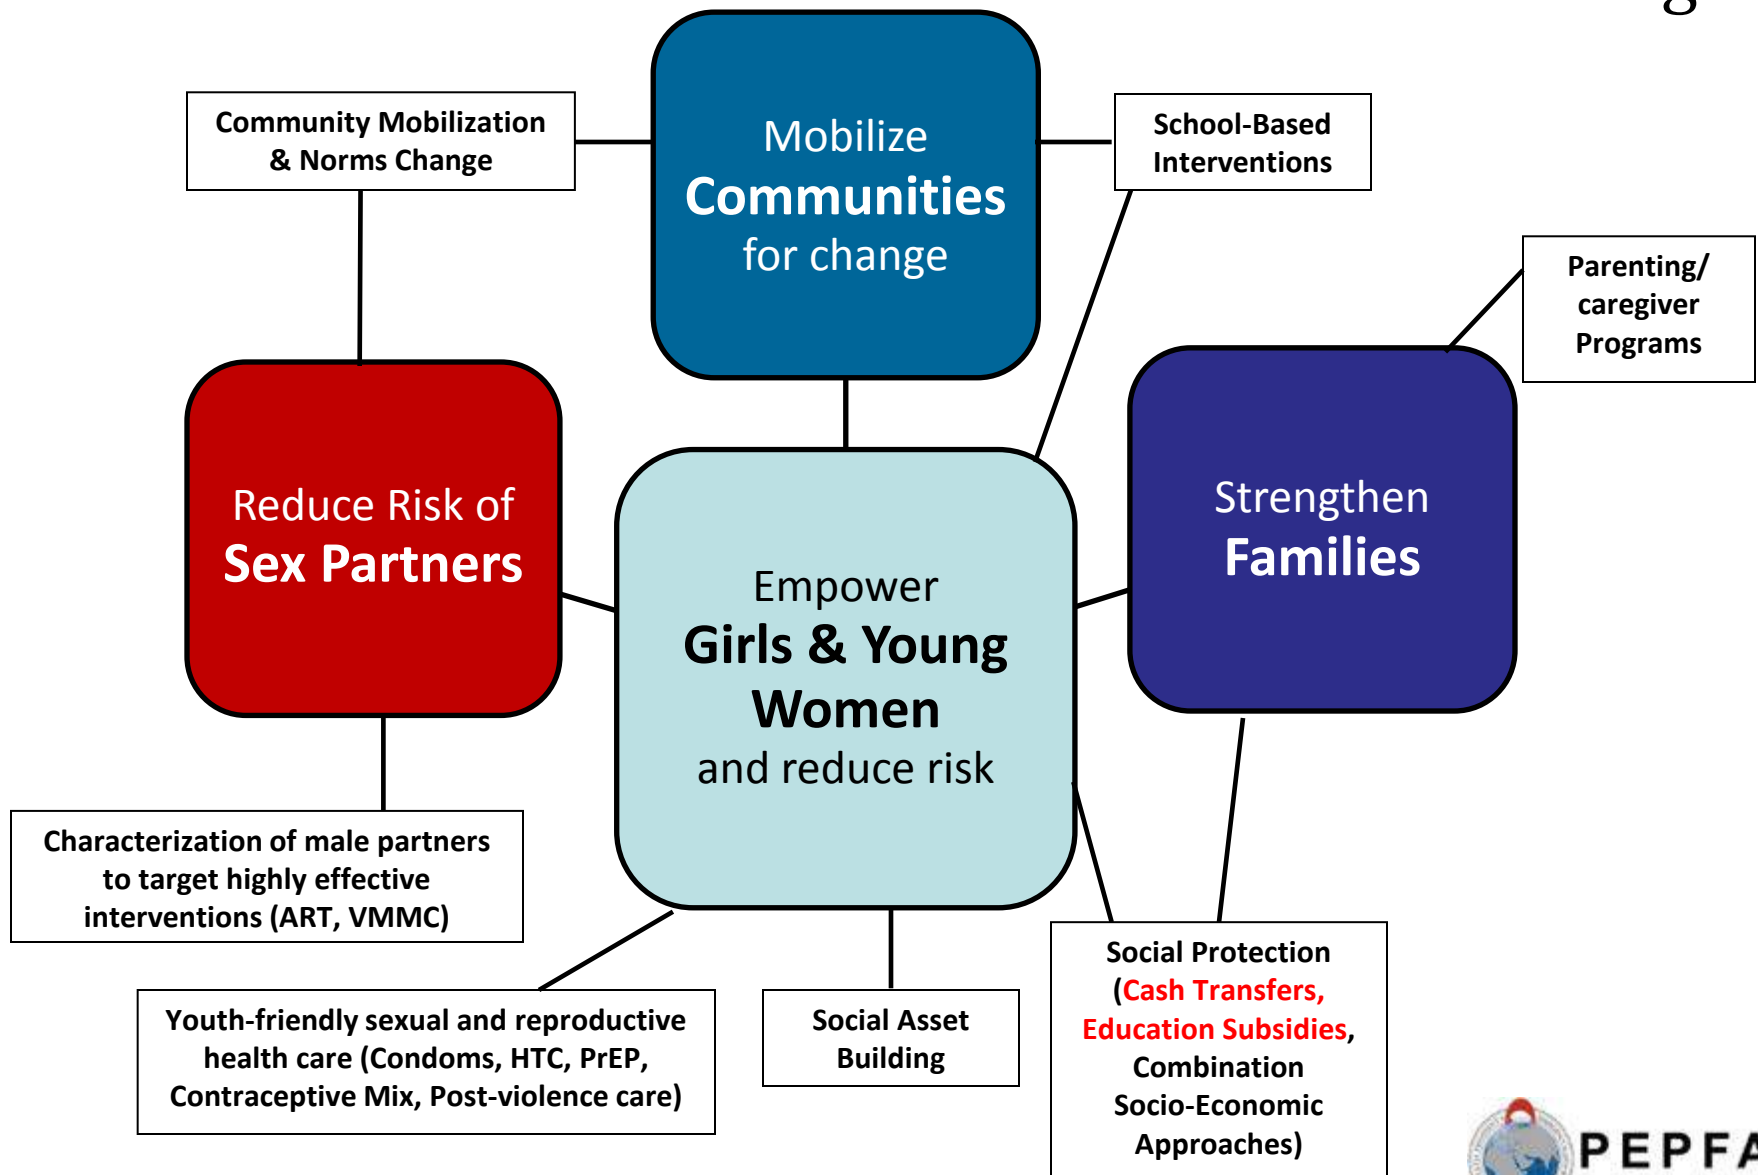 g
Community Mobilization
& Norms Change
Mobilize
Communities
for change
School-Based
Interventions
Parenting/
caregiver
Programs
Reduce Risk of
Sex Partners
Empower
Girls & Young
Women
and reduce risk
Strengthen
Families
Characterization of male partners
to target highly effective
interventions (ART, VMMC)
Youth-friendly sexual and reproductive
health care (Condoms, HTC, PrEP,
Contraceptive Mix, Post-violence care)
Social Asset
Building
Social Protection
(Cash Transfers,
Education Subsidies,
Combination
Socio-Economic
Approaches)
PEPFA